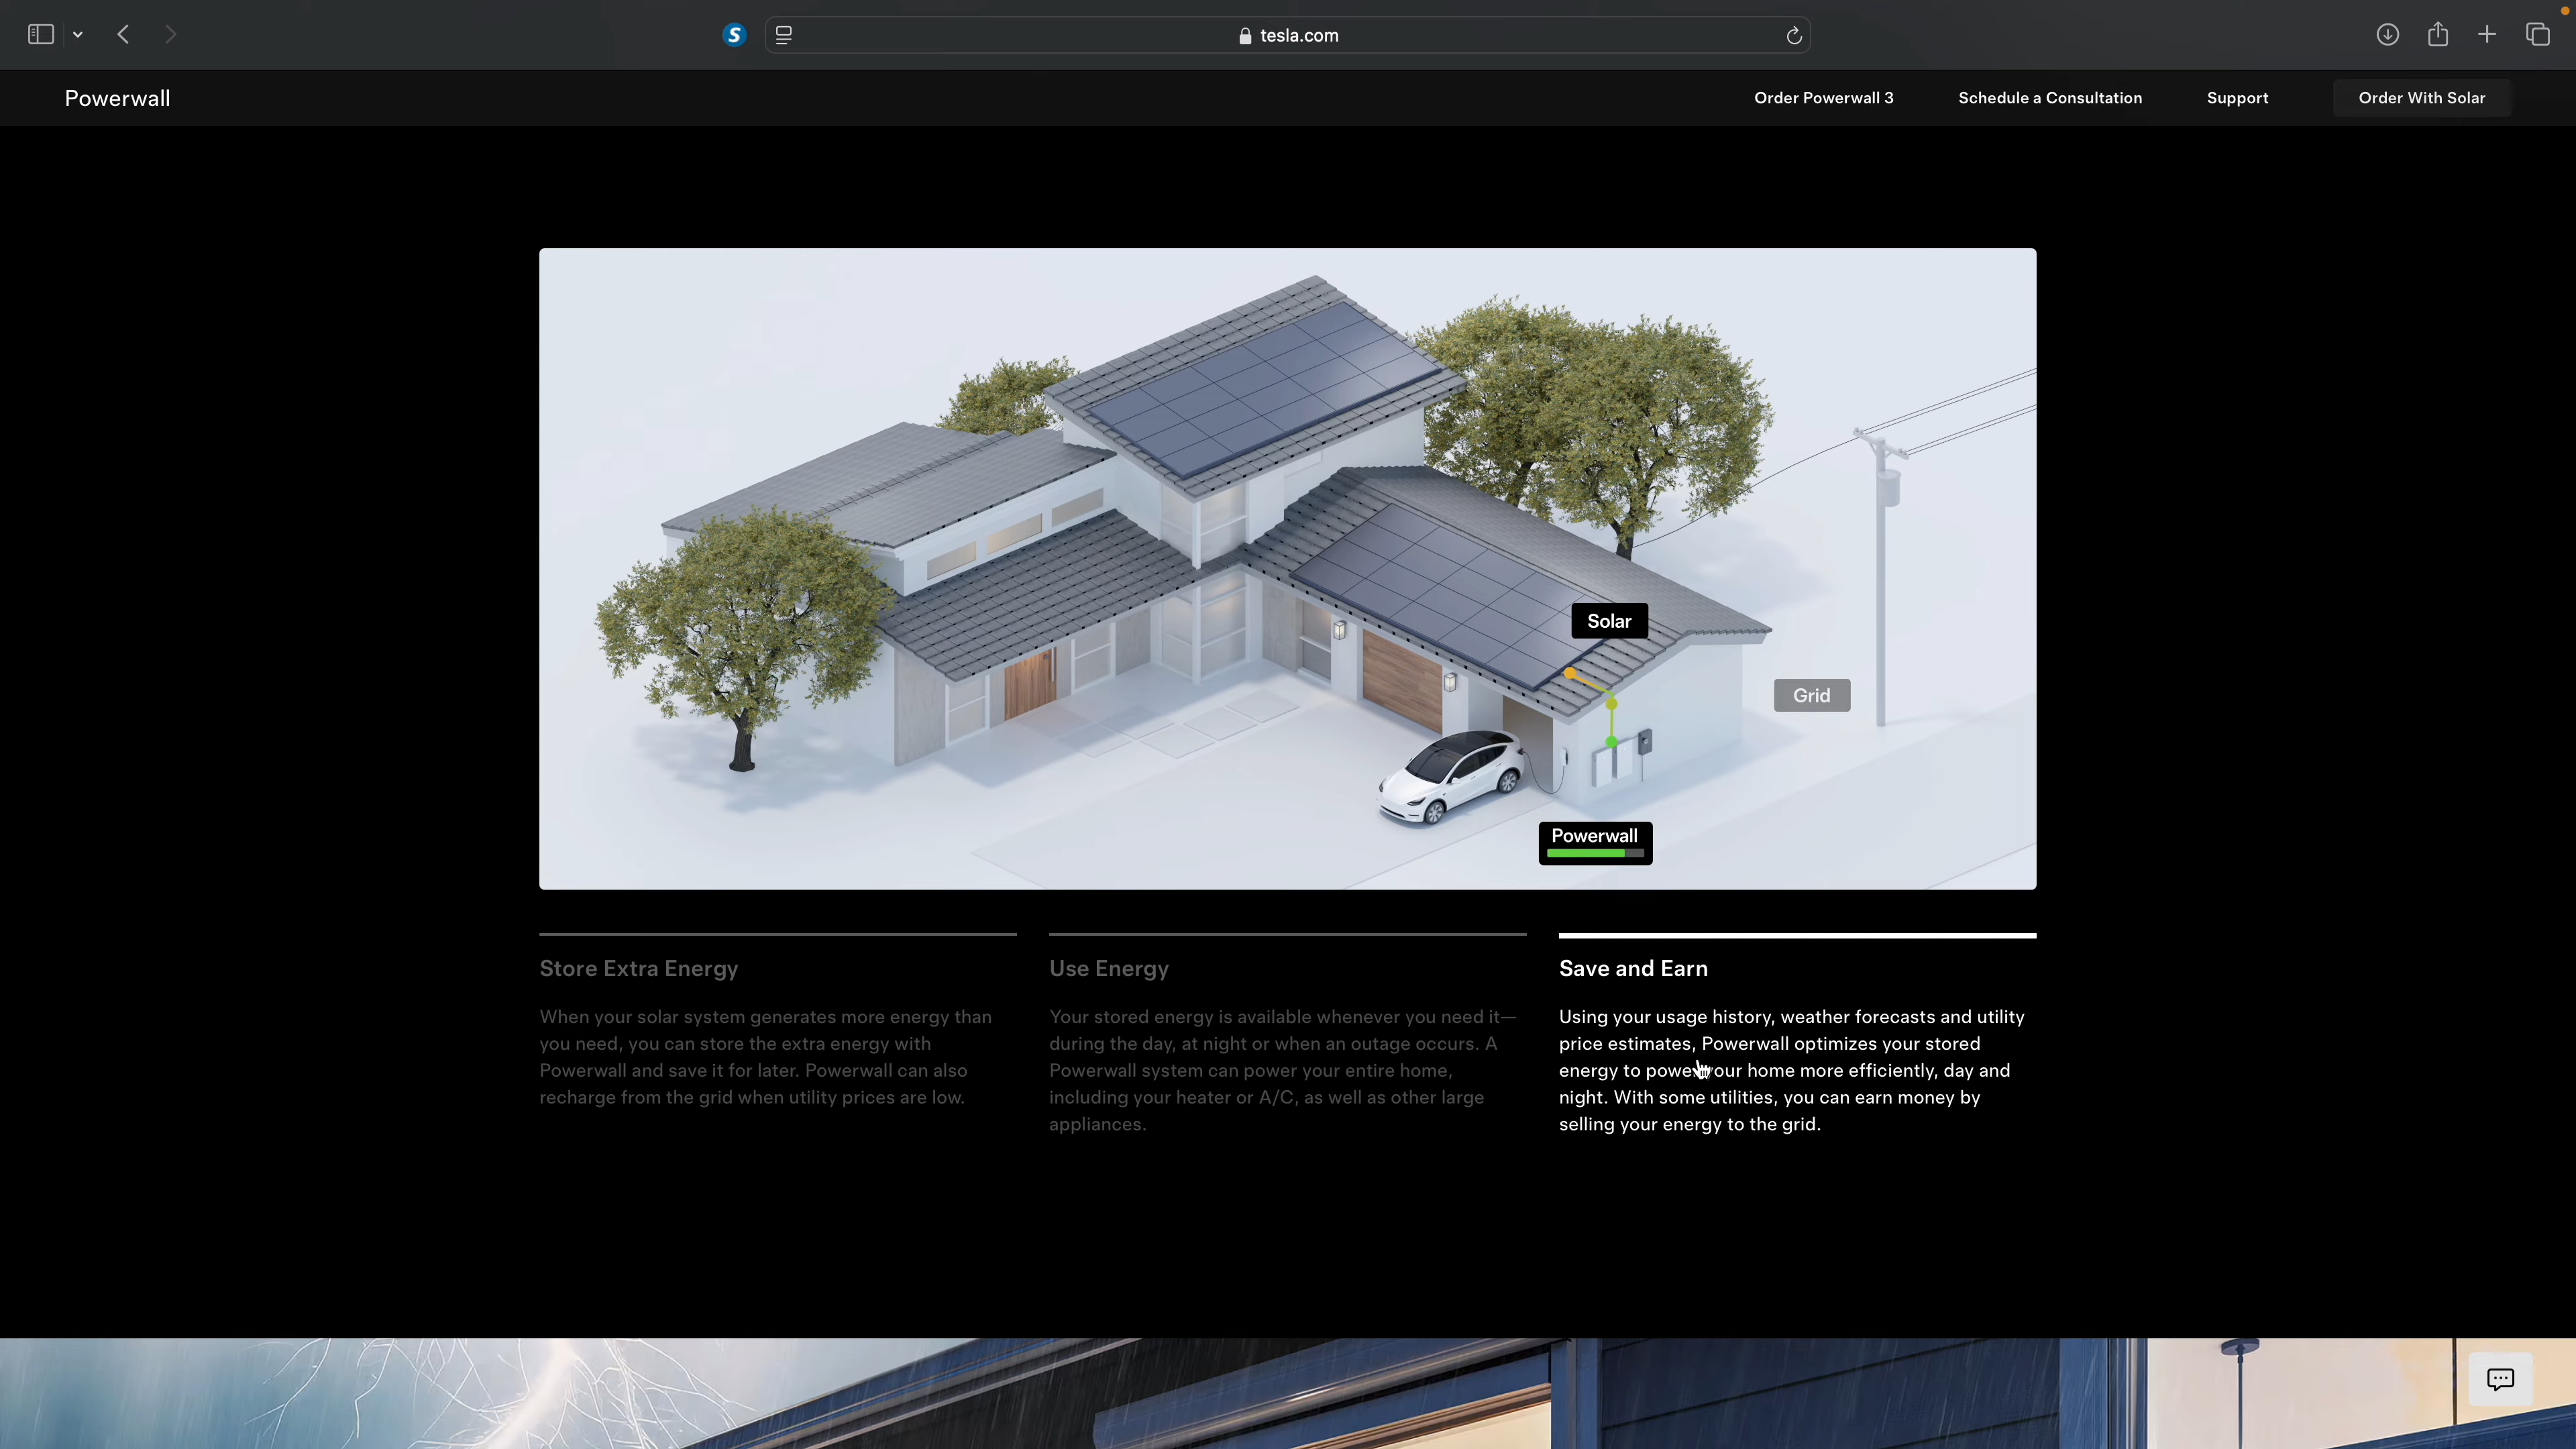 tesla.com
Powerwall
Order Powerwall 3
Schedule a Consultation
Support
Order With Solar
Solar
Grid
Powerwall
Store Extra Energy
When your solar system generates more energy than
you need, you can store the extra energy with
Powerwall and save it for later. Powerwall can also
recharge from the grid when utility prices are low.
Use Energy
Your stored energy is available whenever you need it—
during the day, at night or when an outage occurs. A
Powerwall system can power your entire home,
including your heater or A/C, as well as other large
appliances.
Save and Earn
Using your usage history, weather forecasts and utility
price estimates, Powerwall optimizes your stored
energy to power your home more efficiently, day and
night. With some utilities, you can earn money by
selling your energy to the grid.